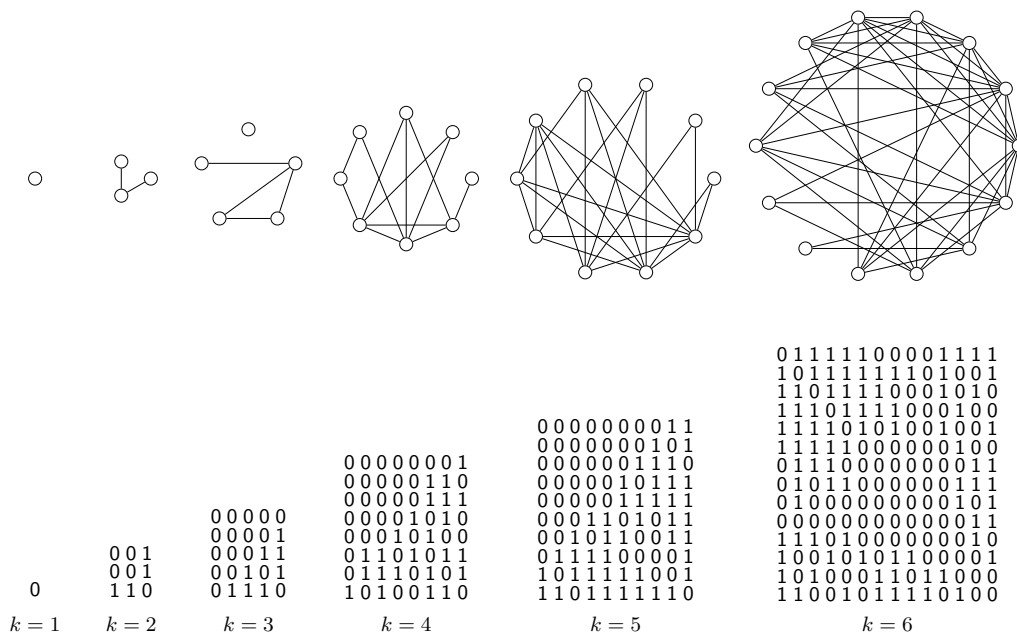 0
k = 1
0 0 1
0 0 1
1 1 0
k = 2
0 0 0 0 0
0 0 0 0 1
0 0 0 1 1
0 0 1 0 1
0 1 1 1 0
k = 3
0 0 0 0 0 0 0 1
0 0 0 0 0 1 1 0
0 0 0 0 0 1 1 1
0 0 0 0 1 0 1 0
0 0 0 1 0 1 0 0
0 1 1 0 1 0 1 1
0 1 1 1 0 1 0 1
1 0 1 0 0 1 1 0
k = 4
0 0 0 0 0 0 0 0 1 1
0 0 0 0 0 0 0 1 0 1
0 0 0 0 0 0 1 1 1 0
0 0 0 0 0 1 0 1 1 1
0 0 0 0 0 1 1 1 1 1
0 0 0 1 1 0 1 0 1 1
0 0 1 0 1 1 0 0 1 1
0 1 1 1 1 0 0 0 0 1
1 0 1 1 1 1 1 0 0 1
1 1 0 1 1 1 1 1 1 0
k = 5
0 1 1 1 1 1 0 0 0 0 1 1 1 1
1 0 1 1 1 1 1 1 1 0 1 0 0 1
1 1 0 1 1 1 1 0 0 0 1 0 1 0
1 1 1 0 1 1 1 1 0 0 0 1 0 0
1 1 1 1 0 1 0 1 0 0 1 0 0 1
1 1 1 1 1 0 0 0 0 0 0 1 0 0
0 1 1 1 0 0 0 0 0 0 0 0 1 1
0 1 0 1 1 0 0 0 0 0 0 1 1 1
0 1 0 0 0 0 0 0 0 0 0 1 0 1
0 0 0 0 0 0 0 0 0 0 0 0 1 1
1 1 1 0 1 0 0 0 0 0 0 0 1 0
1 0 0 1 0 1 0 1 1 0 0 0 0 1
1 0 1 0 0 0 1 1 0 1 1 0 0 0
1 1 0 0 1 0 1 1 1 1 0 1 0 0
k = 6